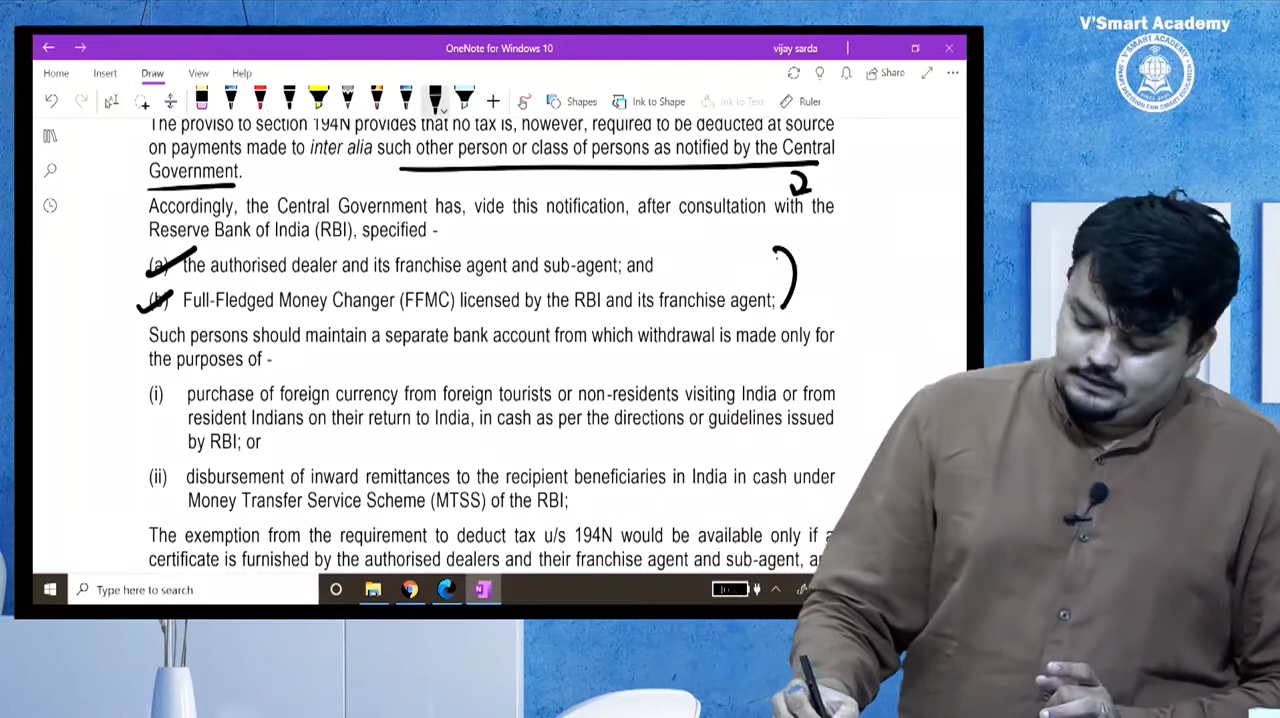 V'Smart Academy
OneNote for Windows 10
vijay sarda
Home Insert Draw View Help
Share
Shapes Ink to Shape Ink to Text Ruler
The proviso to section 194N provides that no tax is, however, required to be deducted at source
on payments made to inter alia such other person or class of persons as notified by the Central
Government.
2
Accordingly, the Central Government has, vide this notification, after consultation with the
Reserve Bank of India (RBI), specified -
(a) the authorised dealer and its franchise agent and sub-agent; and
(b) Full-Fledged Money Changer (FFMC) licensed by the RBI and its franchise agent;
Such persons should maintain a separate bank account from which withdrawal is made only for
the purposes of -
(i) purchase of foreign currency from foreign tourists or non-residents visiting India or from
resident Indians on their return to India, in cash as per the directions or guidelines issued
by RBI; or
(ii) disbursement of inward remittances to the recipient beneficiaries in India in cash under
Money Transfer Service Scheme (MTSS) of the RBI;
The exemption from the requirement to deduct tax u/s 194N would be available only if a
certificate is furnished by the authorised dealers and their franchise agent and sub-agent,
Type here to search